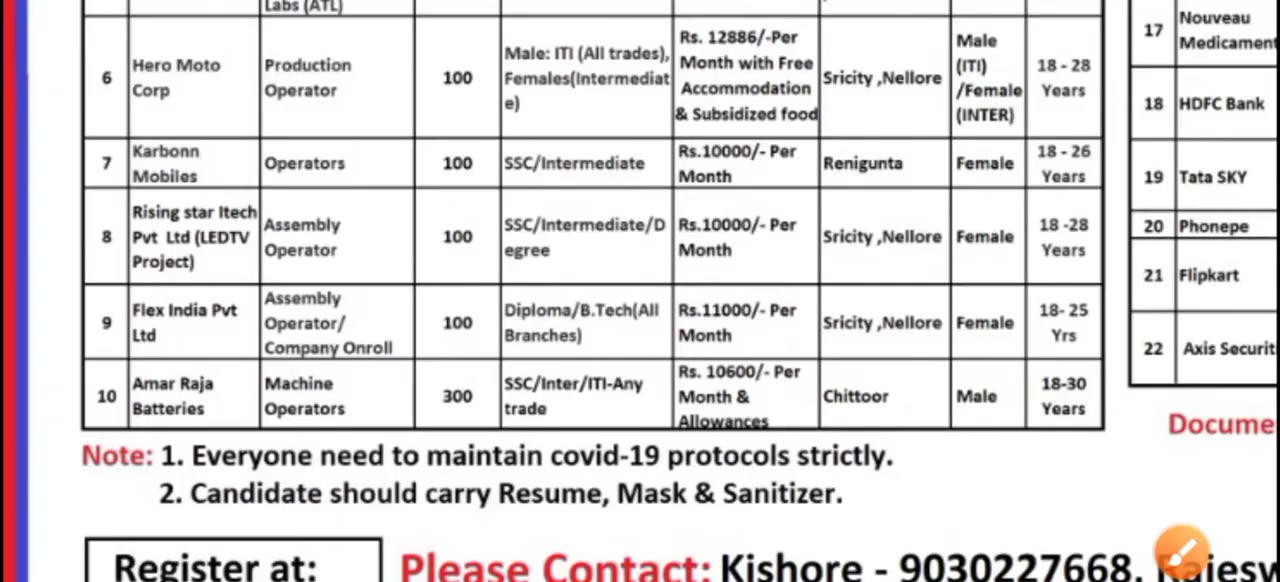 Labs (ATL)
6 Hero Moto Corp Production Operator 100 Male: ITI (All trades), Females(Intermediate) Rs. 12886/-Per Month with Free Accommodation & Subsidized food Sricity ,Nellore Male (ITI) /Female (INTER) 18 - 28 Years
7 Karbonn Mobiles Operators 100 SSC/Intermediate Rs.10000/- Per Month Renigunta Female 18 - 26 Years
8 Rising star Itech Pvt Ltd (LEDTV Project) Assembly Operator 100 SSC/Intermediate/Degree Rs.10000/- Per Month Sricity ,Nellore Female 18 -28 Years
9 Flex India Pvt Ltd Assembly Operator/ Company Onroll 100 Diploma/B.Tech(All Branches) Rs.11000/- Per Month Sricity ,Nellore Female 18- 25 Yrs
10 Amar Raja Batteries Machine Operators 300 SSC/Inter/ITI-Any trade Rs. 10600/- Per Month & Allowances Chittoor Male 18-30 Years
17 Nouveau Medicament
18 HDFC Bank
19 Tata SKY
20 Phonepe
21 Flipkart
22 Axis Securit
Docume
Note: 1. Everyone need to maintain covid-19 protocols strictly.
2. Candidate should carry Resume, Mask & Sanitizer.
Register at:
Please Contact: Kishore - 9030227668,